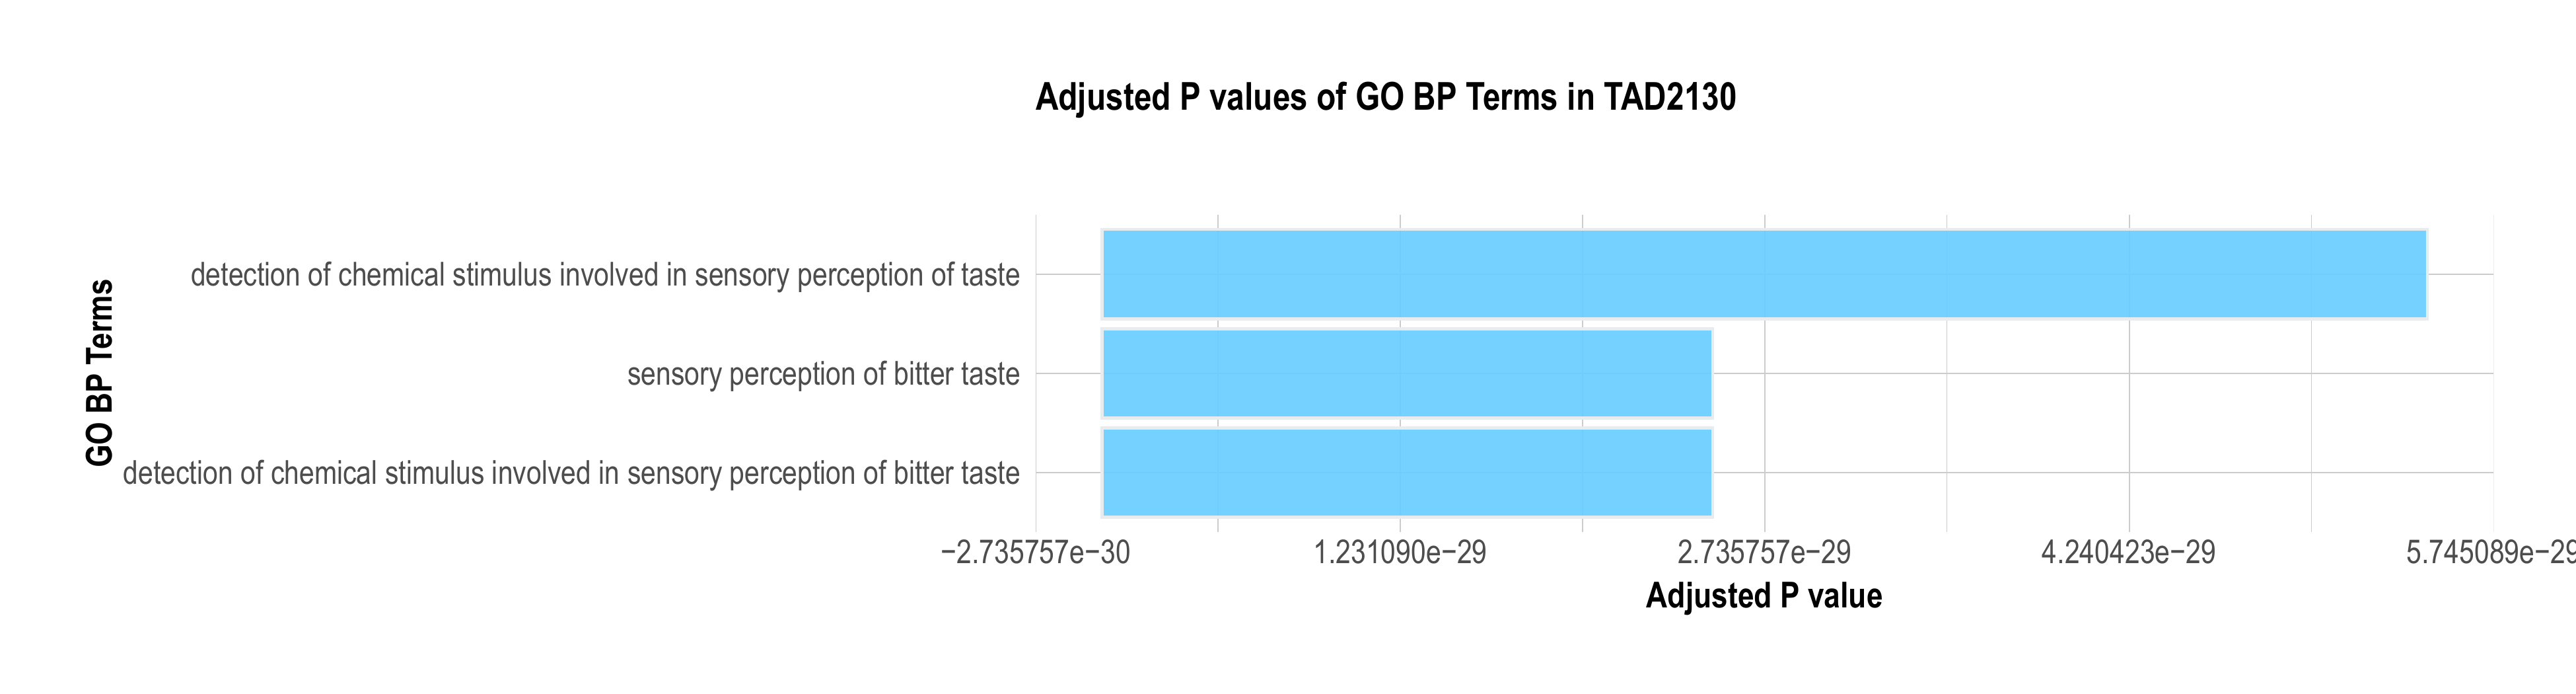 Adjusted P values of GO BP Terms in TAD2130
GO BP Terms
detection of chemical stimulus involved in sensory perception of taste
sensory perception of bitter taste
detection of chemical stimulus involved in sensory perception of bitter taste
−2.735757e−30
1.231090e−29
2.735757e−29
4.240423e−29
5.745089e−29
Adjusted P value